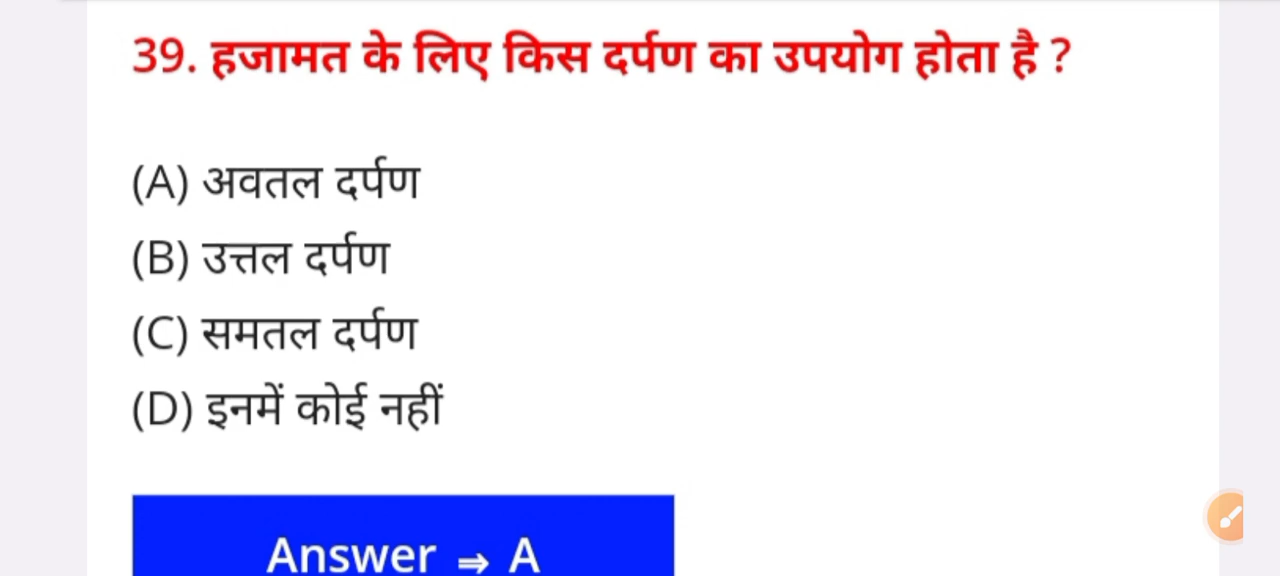 39. हजामत के लिए किस दर्पण का उपयोग होता है ?
(A) अवतल दर्पण
(B) उत्तल दर्पण
(C) समतल दर्पण
(D) इनमें कोई नहीं
Answer ⇒ A